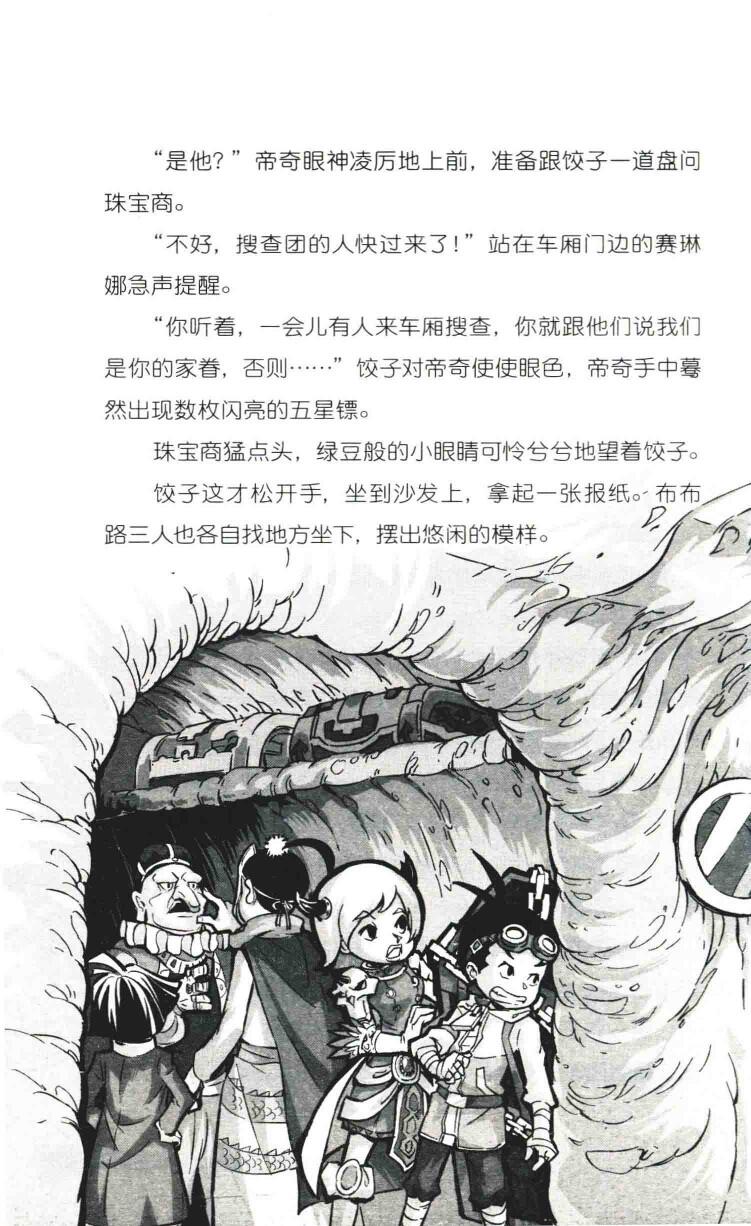 “是他？”帝奇眼神凌厉地上前，准备跟饺子一道盘问
珠宝商。
“不好，搜查团的人快过来了！”站在车厢门边的赛琳
娜急声提醒。
“你听着，一会儿有人来车厢搜查，你就跟他们说我们
是你的家眷，否则……”饺子对帝奇使使眼色，帝奇手中蓦
然出现数枚闪亮的五星镖。
珠宝商猛点头，绿豆般的小眼睛可怜兮兮地望着饺子。
饺子这才松开手，坐到沙发上，拿起一张报纸。布布
路三人也各自找地方坐下，摆出悠闲的模样。